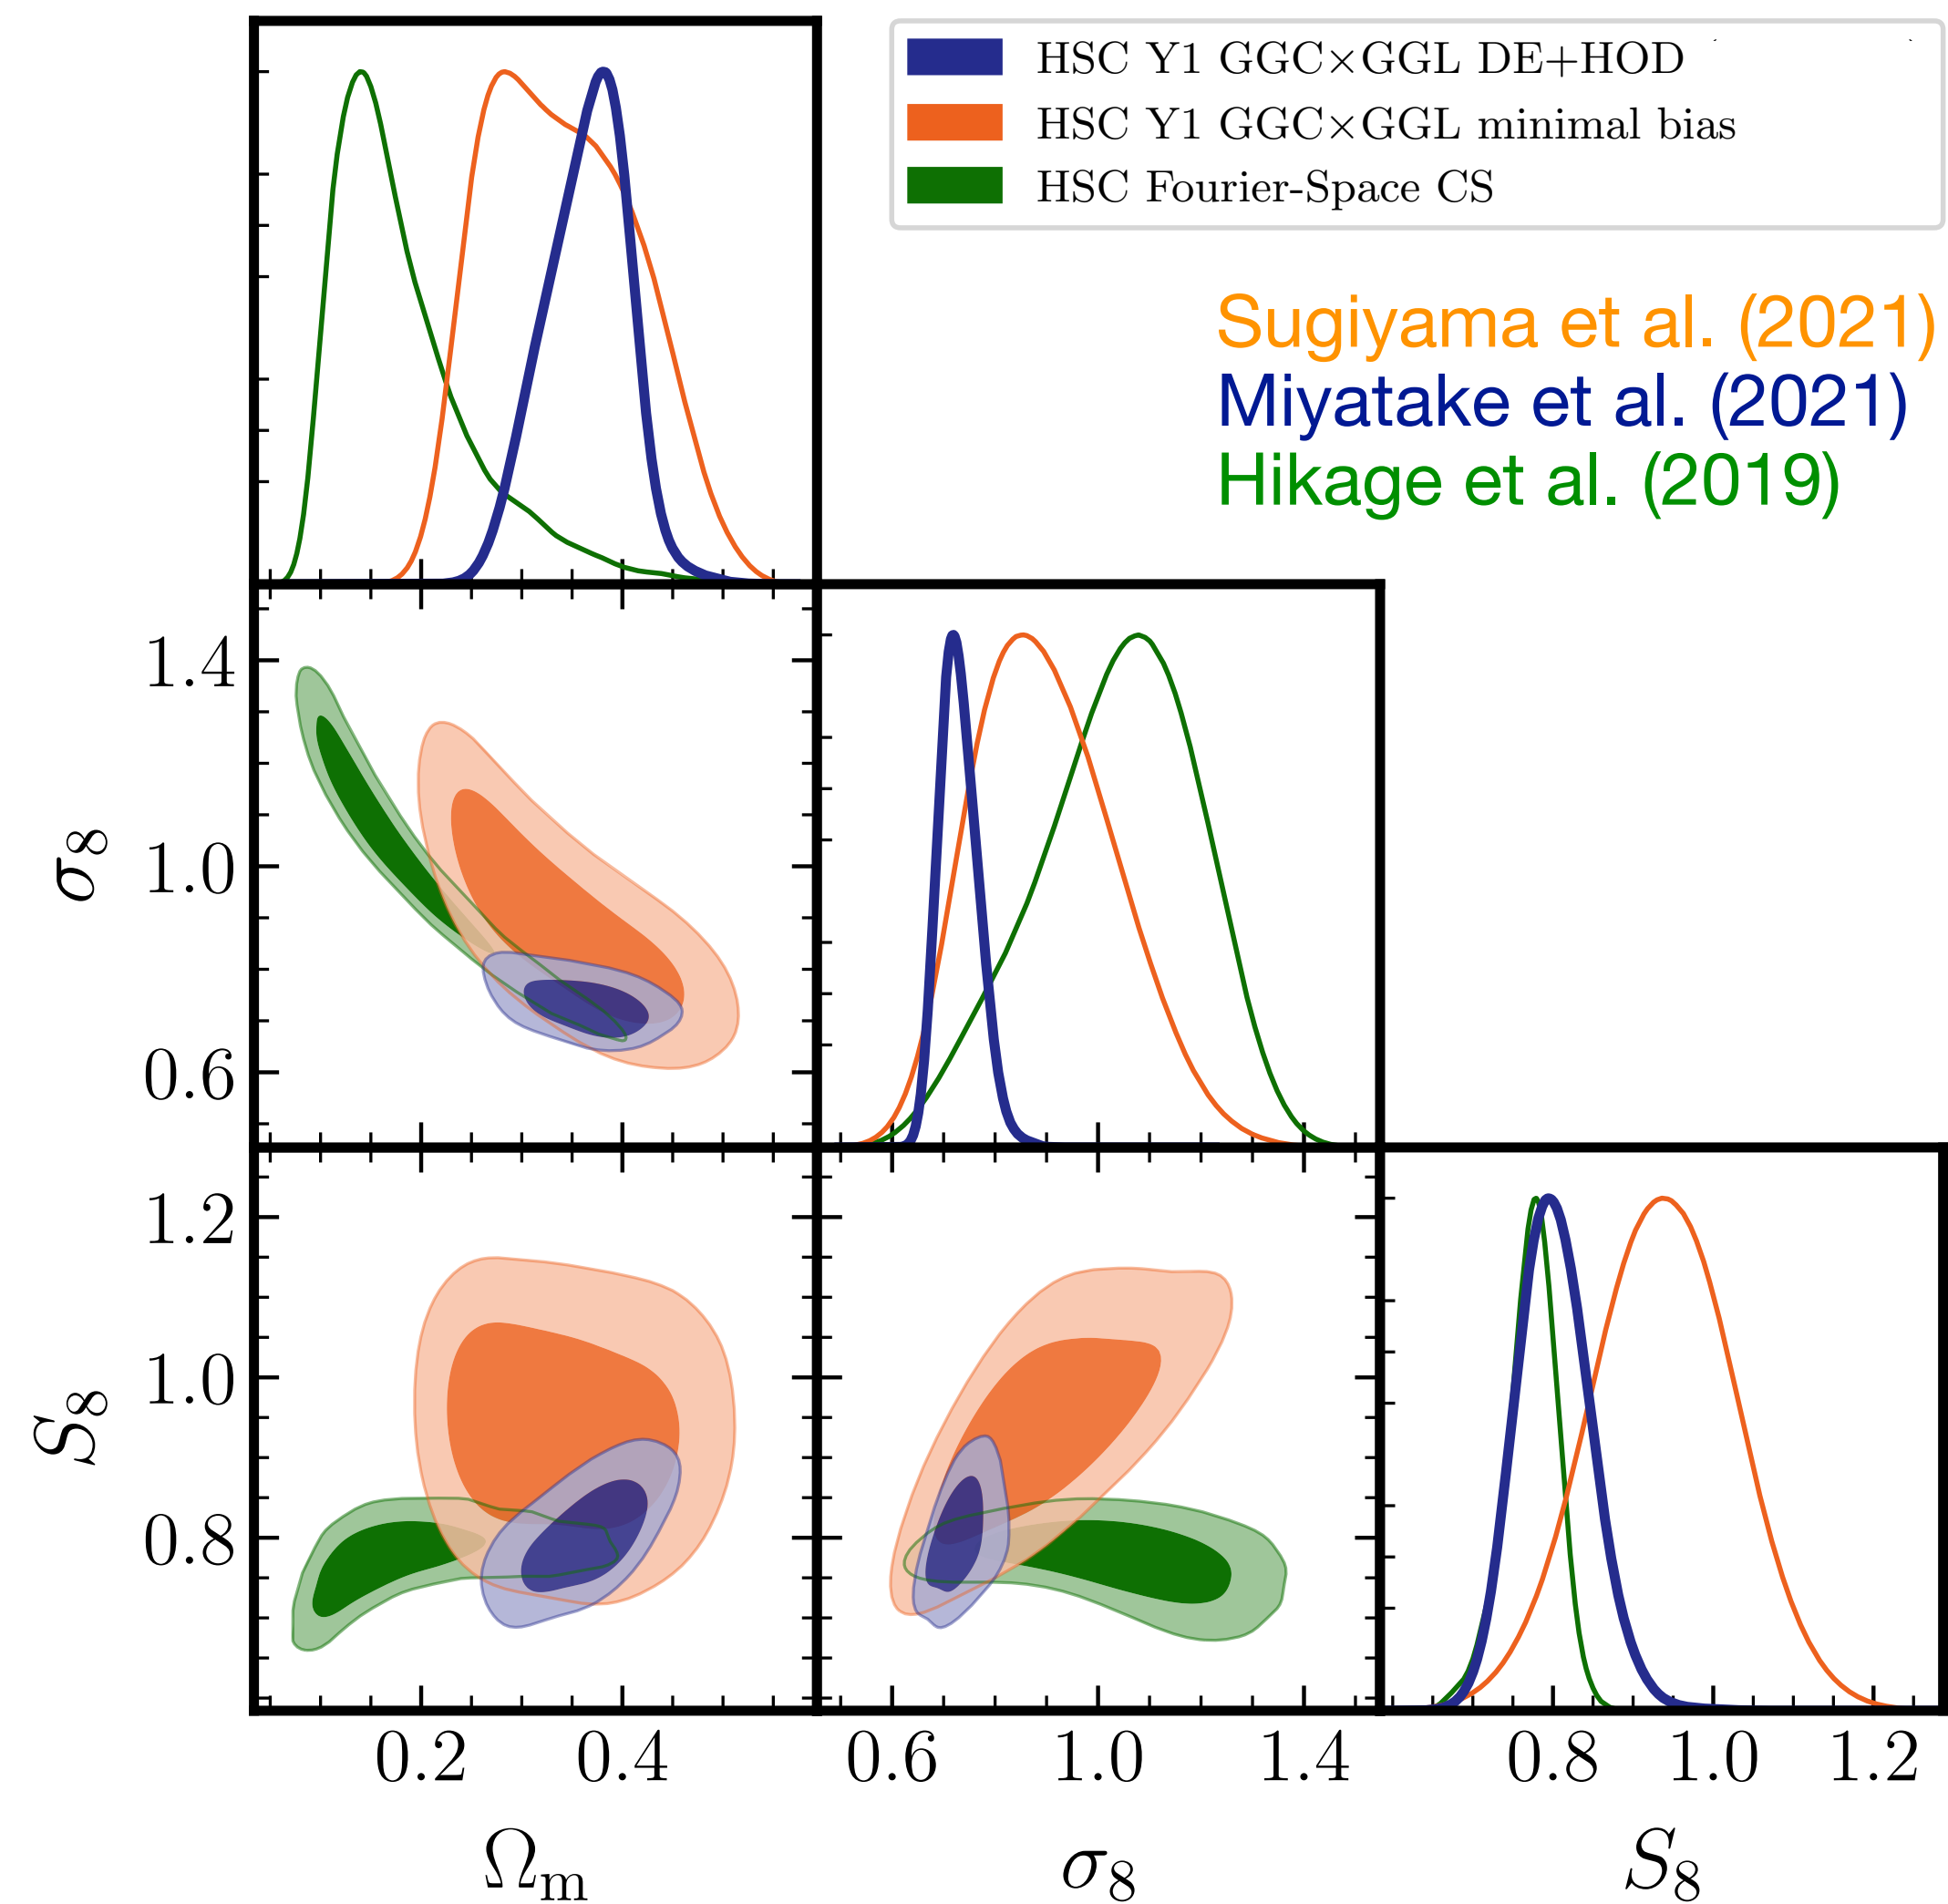 HSC Y1 GGC×GGL DE+HOD
HSC Y1 GGC×GGL minimal bias
HSC Fourier-Space CS
Sugiyama et al. (2021)
Miyatake et al. (2021)
Hikage et al. (2019)
1.4
1.0
0.6
σ₈
1.2
1.0
0.8
S₈
0.2 0.4 0.6 1.0 1.4 0.8 1.0 1.2
Ωₘ σ₈ S₈